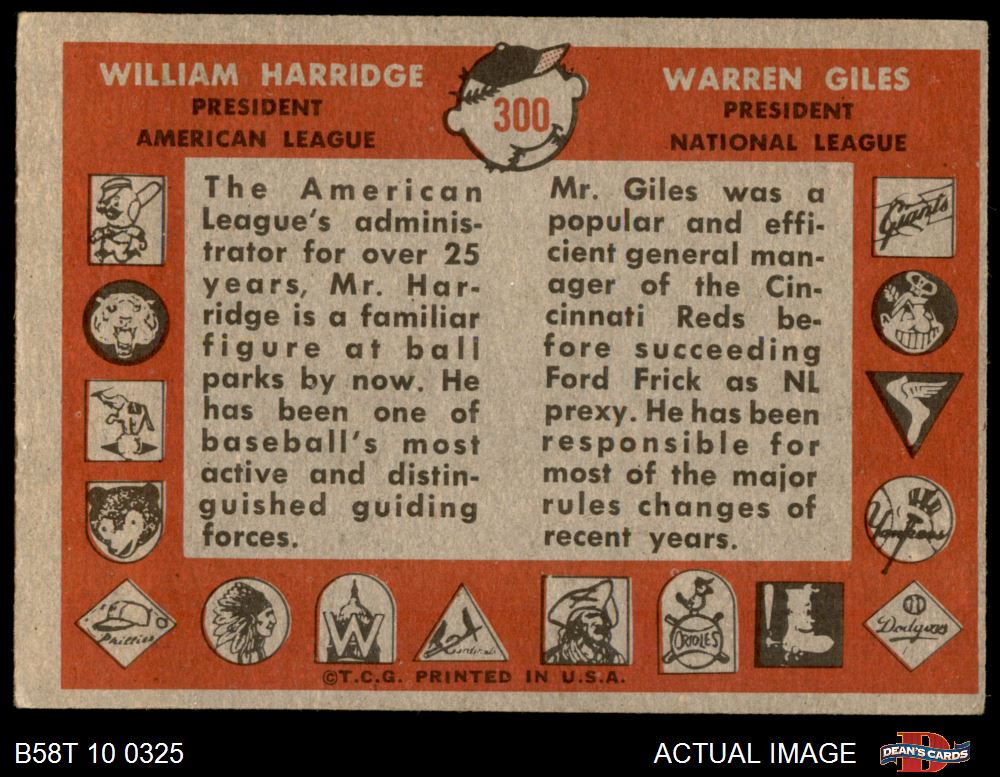 WILLIAM HARRIDGE
PRESIDENT
AMERICAN LEAGUE
300
WARREN GILES
PRESIDENT
NATIONAL LEAGUE
The American
League's adminis-
trator for over 25
years, Mr. Har-
ridge is a familiar
figure at ball
parks by now. He
has been one of
baseball's most
active and distin-
guished guiding
forces.
Mr. Giles was a
popular and effi-
cient general man-
ager of the Cin-
cinnati Reds be-
fore succeeding
Ford Frick as NL
prexy. He has been
responsible for
most of the major
rules changes of
recent years.
Giants
Yankees
Phillies
W
Cardinals
ORIOLES
Dodgers
©T.C.G. PRINTED IN U.S.A.
B58T 10 0325
ACTUAL IMAGE
DEAN'S CARDS